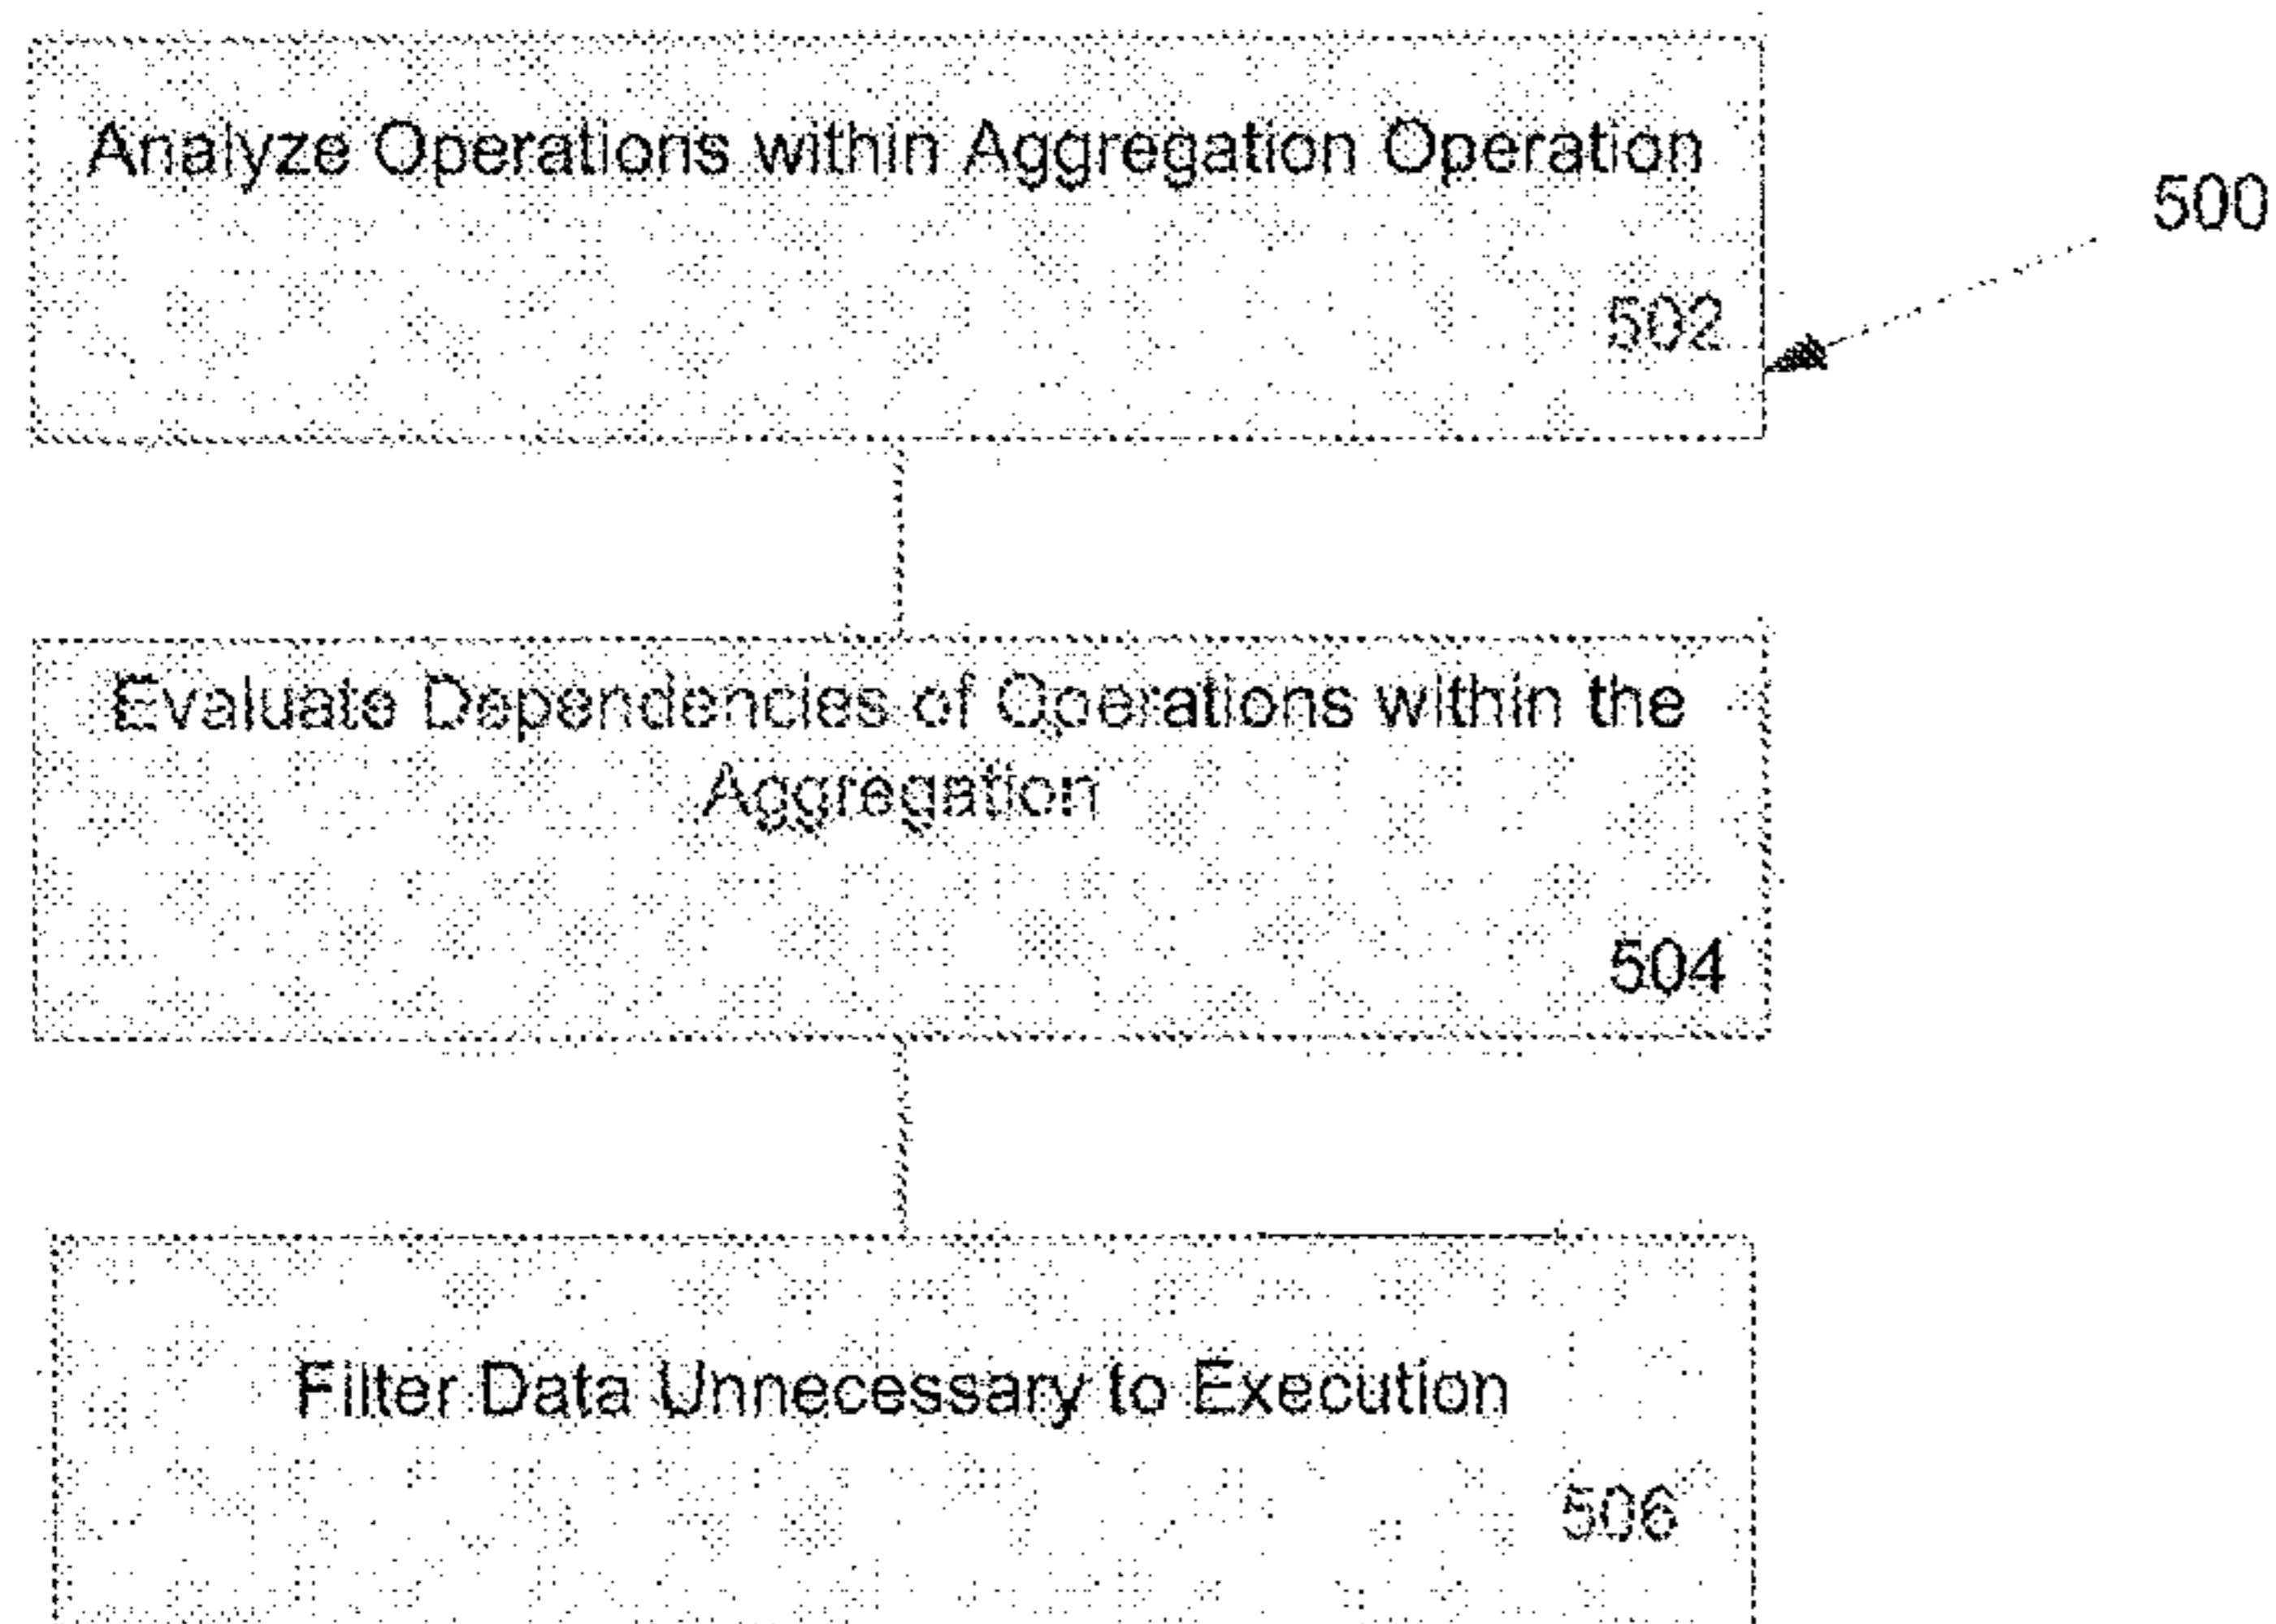 Analyze Operations within Aggregation Operation
500
502
Evaluate Dependencies of Operations within the
Aggregation
504
Filter Data Unnecessary to Execution
506